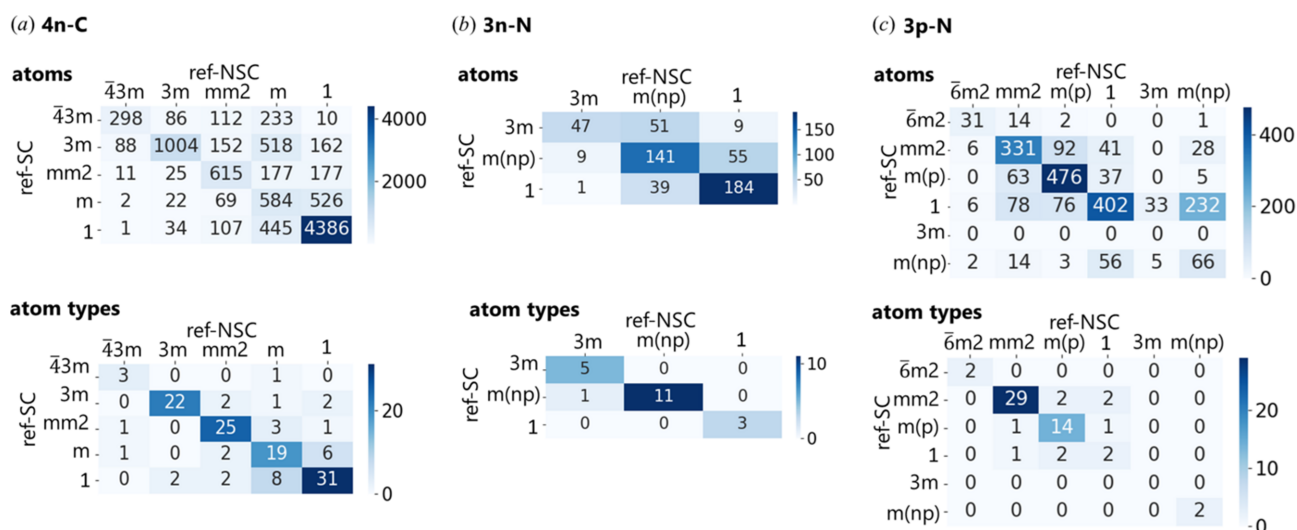 (a) 4n-C
atoms
ref-NSC
4̅3m 3m mm2 m 1
ref-SC
4̅3m 298 86 112 233 10
3m 88 1004 152 518 162
mm2 11 25 615 177 177
m 2 22 69 584 526
1 1 34 107 445 4386
4000
2000
atom types
ref-NSC
4̅3m 3m mm2 m 1
ref-SC
4̅3m 3 0 0 1 0
3m 0 22 2 1 2
mm2 1 0 25 3 1
m 1 0 2 19 6
1 0 2 2 8 31
20
0
(b) 3n-N
atoms
ref-NSC
3m m(np) 1
ref-SC
3m 47 51 9
m(np) 9 141 55
1 1 39 184
150
100
50
atom types
ref-NSC
3m m(np) 1
ref-SC
3m 5 0 0
m(np) 1 11 0
1 0 0 3
10
0
(c) 3p-N
atoms
ref-NSC
6̅m2 mm2 m(p) 1 3m m(np)
ref-SC
6̅m2 31 14 2 0 0 1
mm2 6 331 92 41 0 28
m(p) 0 63 476 37 0 5
1 6 78 76 402 33 232
3m 0 0 0 0 0 0
m(np) 2 14 3 56 5 66
400
200
0
atom types
ref-NSC
6̅m2 mm2 m(p) 1 3m m(np)
ref-SC
6̅m2 2 0 0 0 0 0
mm2 0 29 2 2 0 0
m(p) 0 1 14 1 0 0
1 0 1 2 2 0 0
3m 0 0 0 0 0 0
m(np) 0 0 0 0 0 2
20
10
0